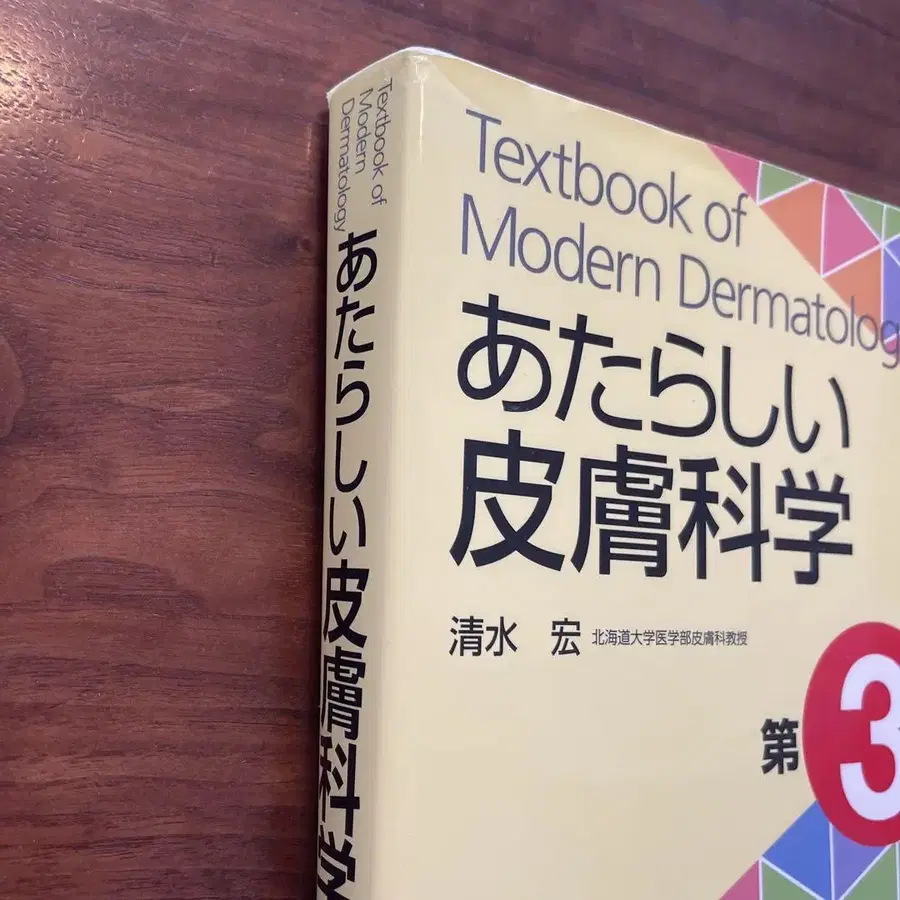 Textbook of
Modern
Dermatology
あたらしい皮膚科学
Textbook of
Modern Dermatolog
あたらしい
皮膚科学
清水 宏 北海道大学医学部皮膚科教授
第3